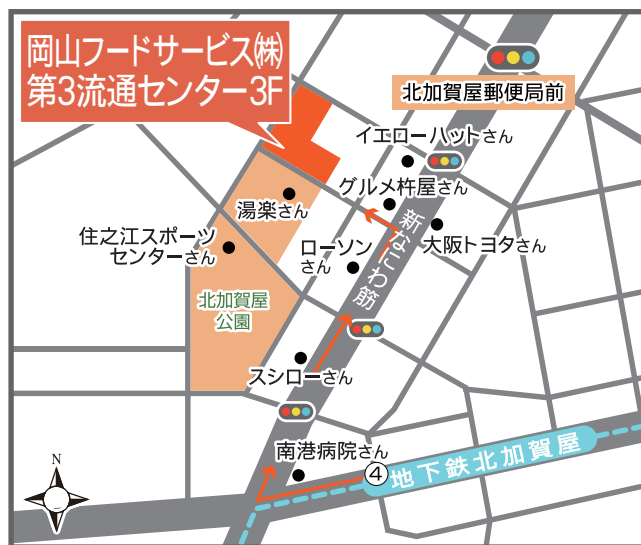 岡山フードサービス㈱
第3流通センター3F
北加賀屋郵便局前
イエローハットさん
グルメ杵屋さん
湯楽さん
住之江スポーツ
センターさん
ローソン
さん
新なにわ筋
大阪トヨタさん
北加賀屋
公園
スシローさん
南港病院さん
④
地下鉄北加賀屋
N